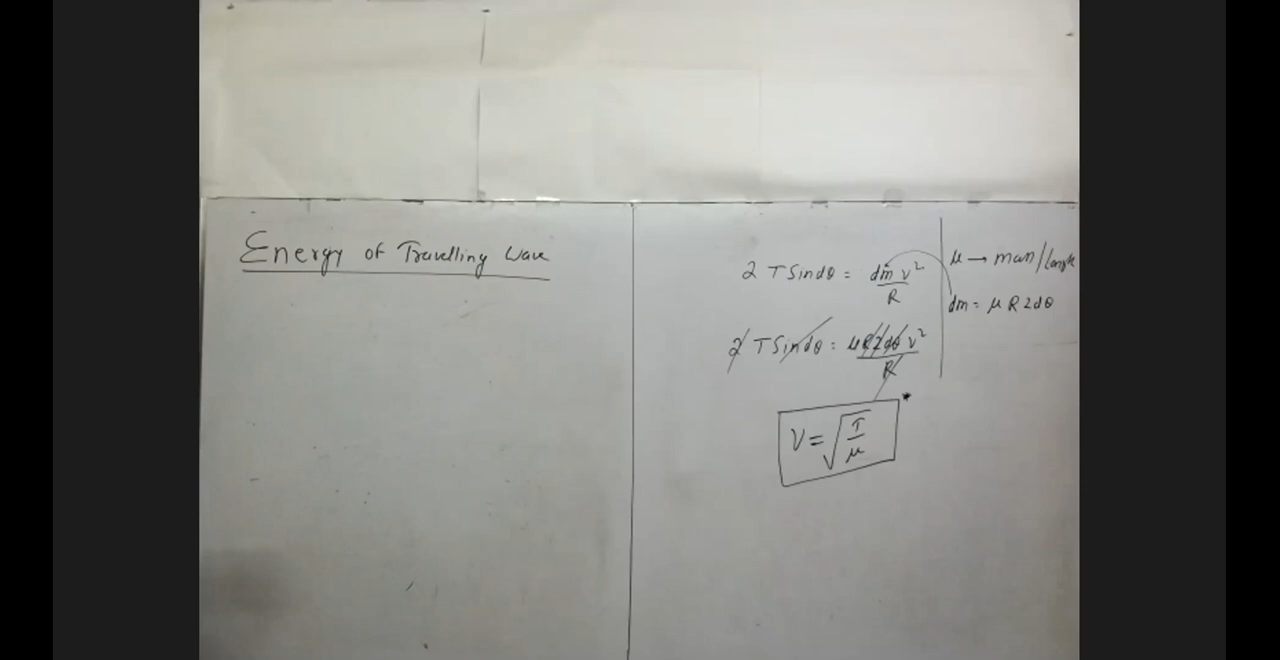 Energy of Travelling Wave
2 T Sin dθ = dm v² / R
μ → mass/Length
dm = μ R 2dθ
2 T Sin dθ = μ R 2dθ v² / R
V = √(T/μ)